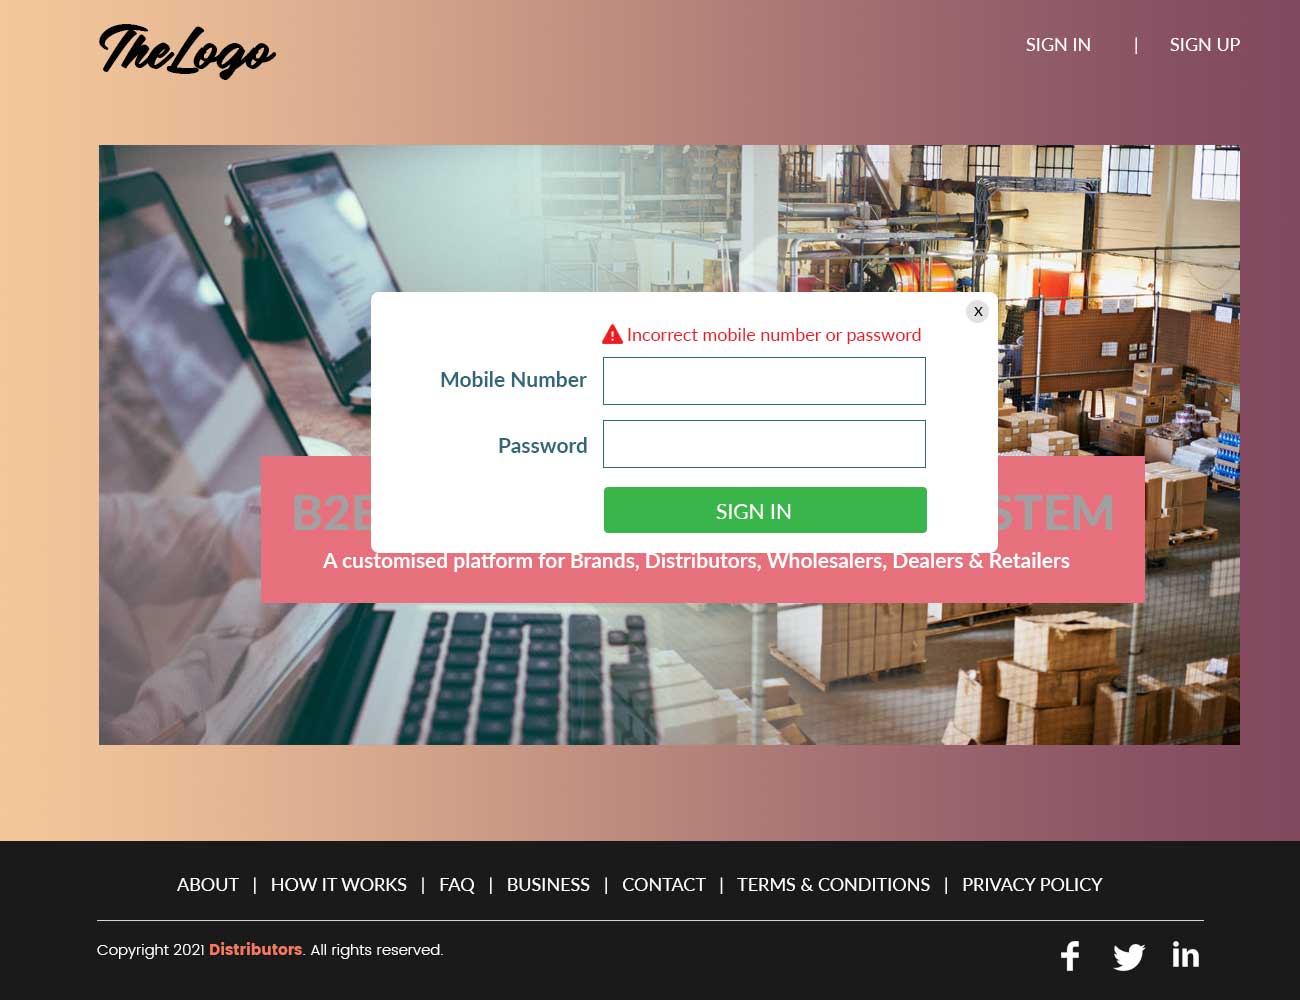 TheLogo
SIGN IN | SIGN UP
X
Incorrect mobile number or password
Mobile Number
Password
SIGN IN
B2B STEM
A customised platform for Brands, Distributors, Wholesalers, Dealers & Retailers
ABOUT | HOW IT WORKS | FAQ | BUSINESS | CONTACT | TERMS & CONDITIONS | PRIVACY POLICY
Copyright 2021 Distributors. All rights reserved.
f in